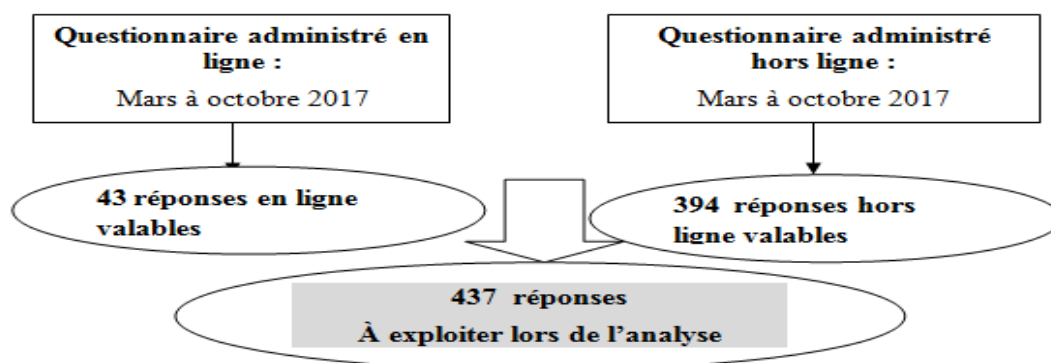 Questionnaire administré en
ligne :
Mars à octobre 2017
Questionnaire administré
hors ligne :
Mars à octobre 2017
43 réponses en ligne
valables
394 réponses hors
ligne valables
437 réponses
À exploiter lors de l'analyse